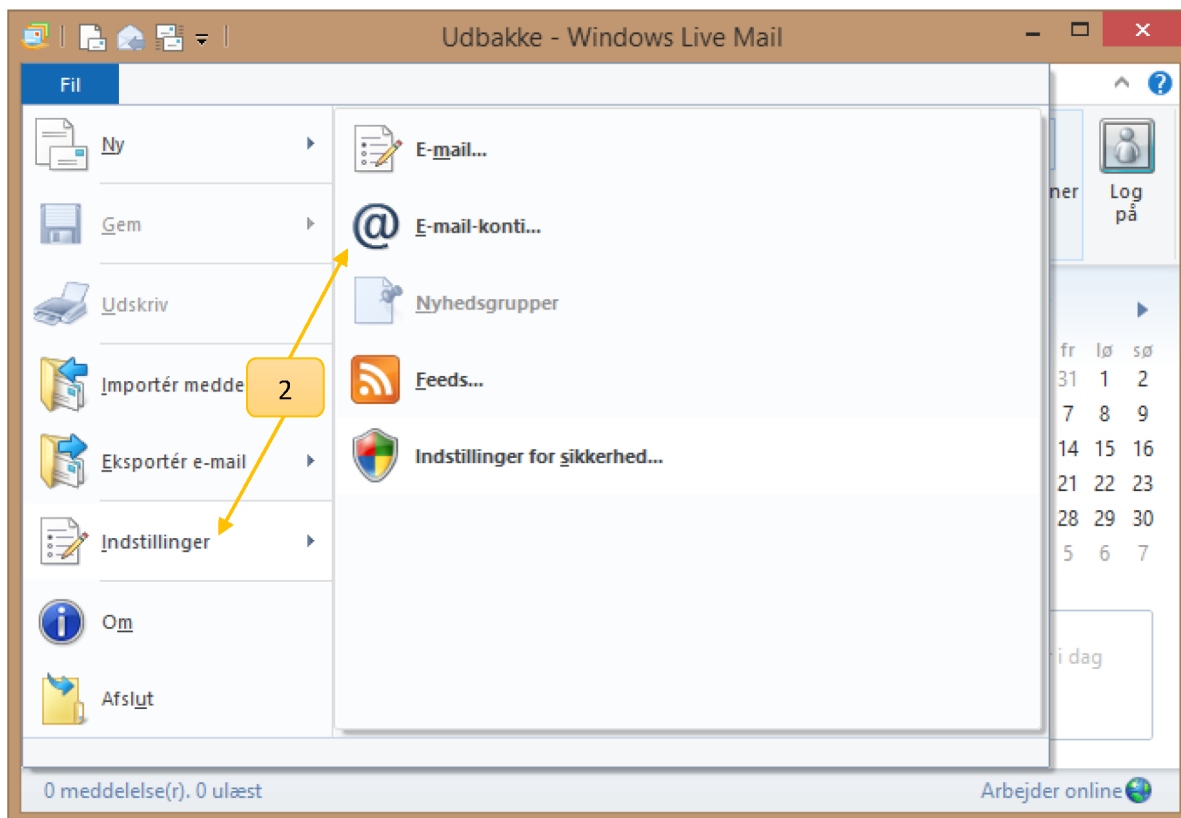 Udbakke - Windows Live Mail
Fil
Ny
Gem
Udskriv
Importér medde
Eksportér e-mail
Indstillinger
Om
Afslut
2
E-mail...
E-mail-konti...
Nyhedsgrupper
Feeds...
Indstillinger for sikkerhed...
ner
Log
på
fr lø sø
31 1 2
7 8 9
14 15 16
21 22 23
28 29 30
5 6 7
i dag
0 meddelelse(r). 0 ulæst
Arbejder online